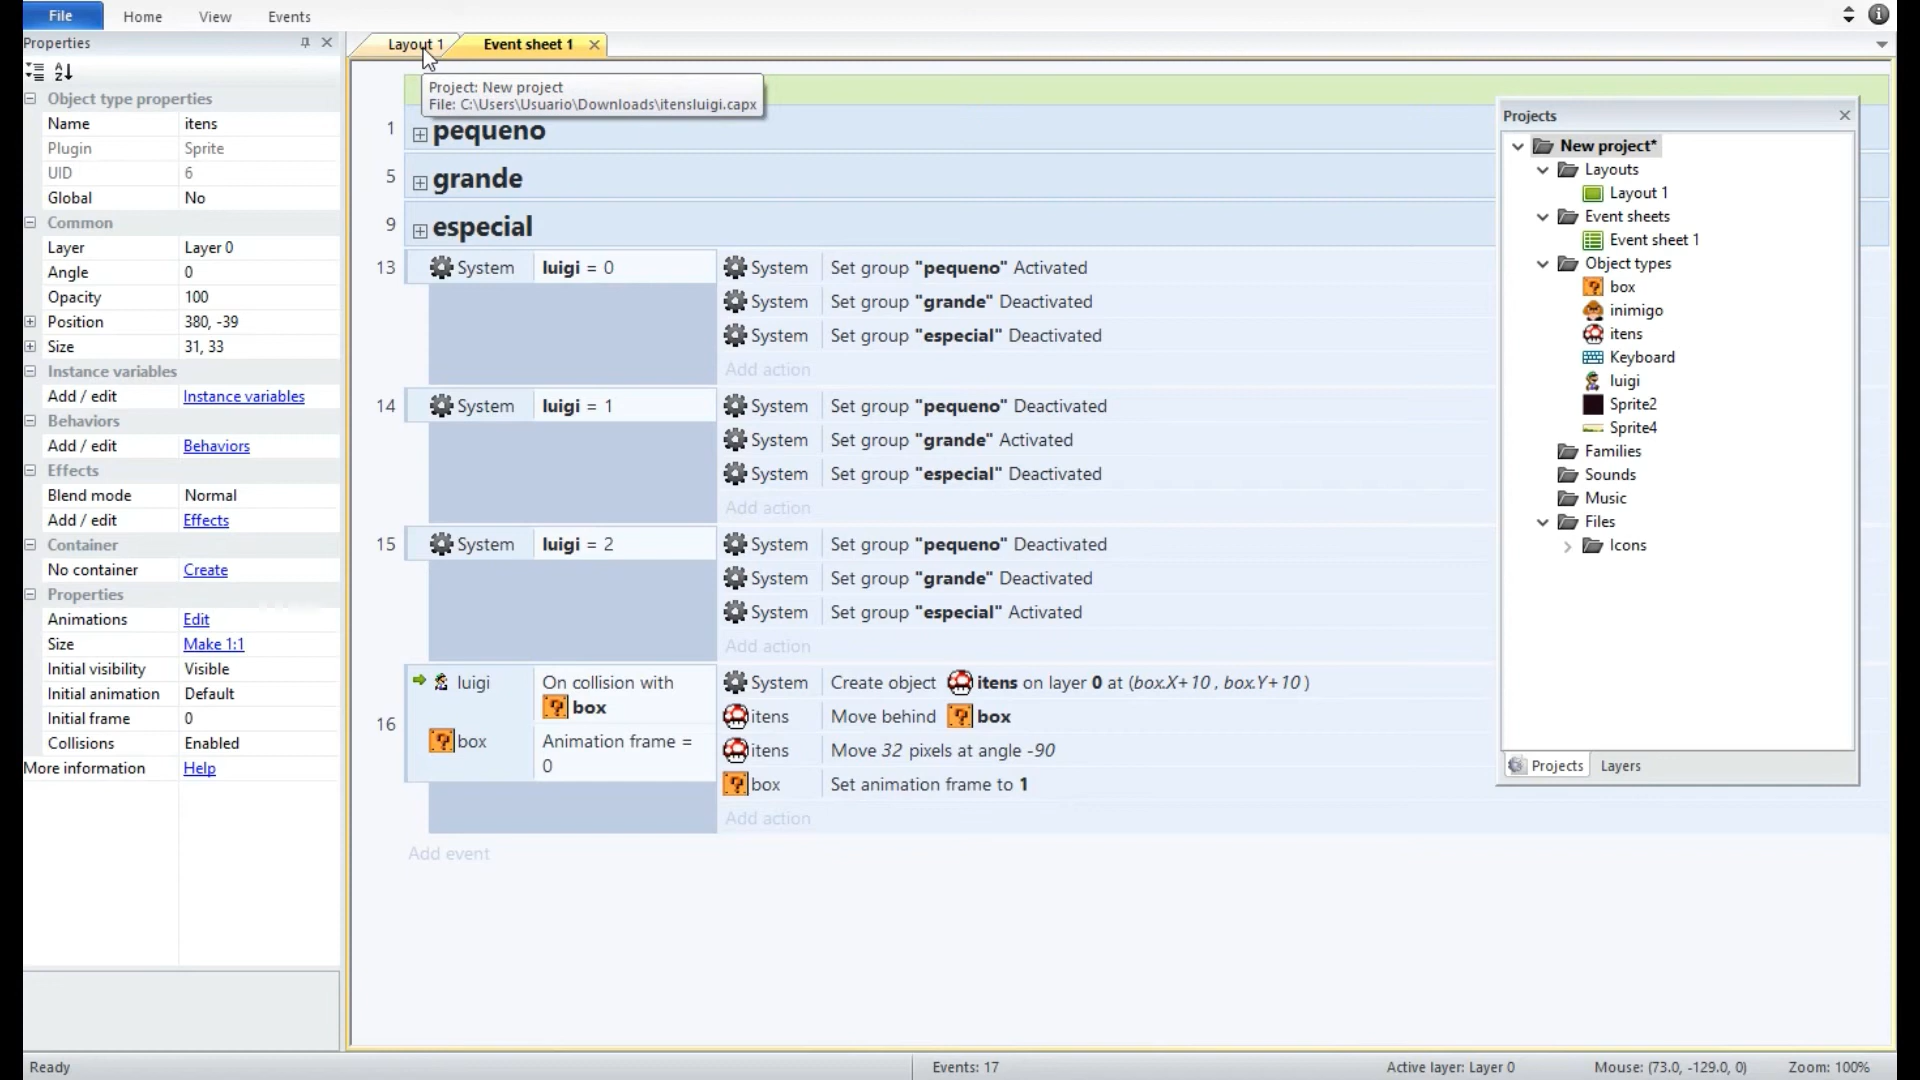 File Home View Events
Properties
Layout 1 Event sheet 1
Project: New project
File: C:\Users\Usuario\Downloads\itensluigi.capx
Object type properties
Name itens
Plugin Sprite
UID 6
Global No
Common
Layer Layer 0
Angle 0
Opacity 100
Position 380, -39
Size 31, 33
Instance variables
Add / edit Instance variables
Behaviors
Add / edit Behaviors
Effects
Blend mode Normal
Add / edit Effects
Container
No container Create
Properties
Animations Edit
Size Make 1:1
Initial visibility Visible
Initial animation Default
Initial frame 0
Collisions Enabled
More information Help
1 pequeno
5 grande
9 especial
13 System luigi = 0 System Set group "pequeno" Activated
System Set group "grande" Deactivated
System Set group "especial" Deactivated
Add action
14 System luigi = 1 System Set group "pequeno" Deactivated
System Set group "grande" Activated
System Set group "especial" Deactivated
Add action
15 System luigi = 2 System Set group "pequeno" Deactivated
System Set group "grande" Deactivated
System Set group "especial" Activated
Add action
16
luigi On collision with
box
box Animation frame =
0
System Create object itens on layer 0 at (box.X+10 , box.Y+10 )
itens Move behind box
itens Move 32 pixels at angle -90
box Set animation frame to 1
Add action
Add event
Projects
New project*
Layouts
Layout 1
Event sheets
Event sheet 1
Object types
box
inimigo
itens
Keyboard
luigi
Sprite2
Sprite4
Families
Sounds
Music
Files
Icons
Projects Layers
Ready Events: 17 Active layer: Layer 0 Mouse: (73.0, -129.0, 0) Zoom: 100%